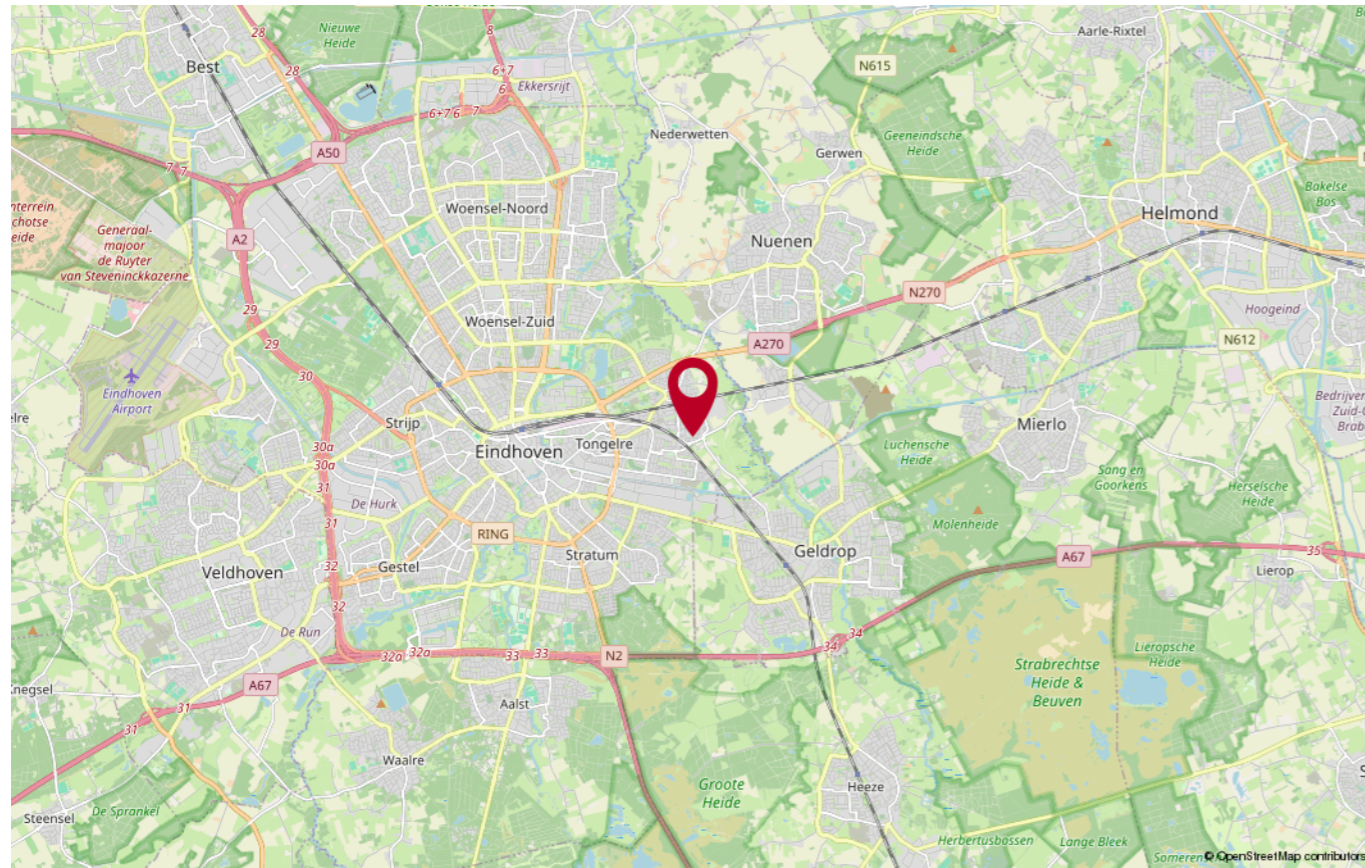 Nieuwe
Heide
Aarle-Rixtel
28
8
Best
N615
28
6+7
6
Ekkersrijt
6+7
6
7
Nederwetten
Geeneindsche
Heide
A50
Gerwen
7
7
Bakelse
Bos
Woensel-Noord
Helmond
Generaal-
majoor
de Ruyter
van Steveninckkazerne
A2
Nuenen
N270
29
Hoogeind
Woensel-Zuid
29
A270
N612
30
Eindhoven
Airport
Strijp
Mierlo
Tongelre
30a
Eindhoven
Luchense
Heide
30a
Sang en
Goorkens
31
Herselsche
Heide
De Hurk
31
Molenheide
RING
Geldrop
Stratum
A67
35
32
Gestel
Lierop
Veldhoven
32
De Run
34
34
Lieropsche
Heide
32a
32a
33
33
N2
Strabrechtse
Heide &
Beuven
A67
Aalst
31
31
Waalre
Groote
Heide
Heeze
De Sprankel
Steensel
Herbertusbossen
Lange Bleek
© OpenStreetMap contributors